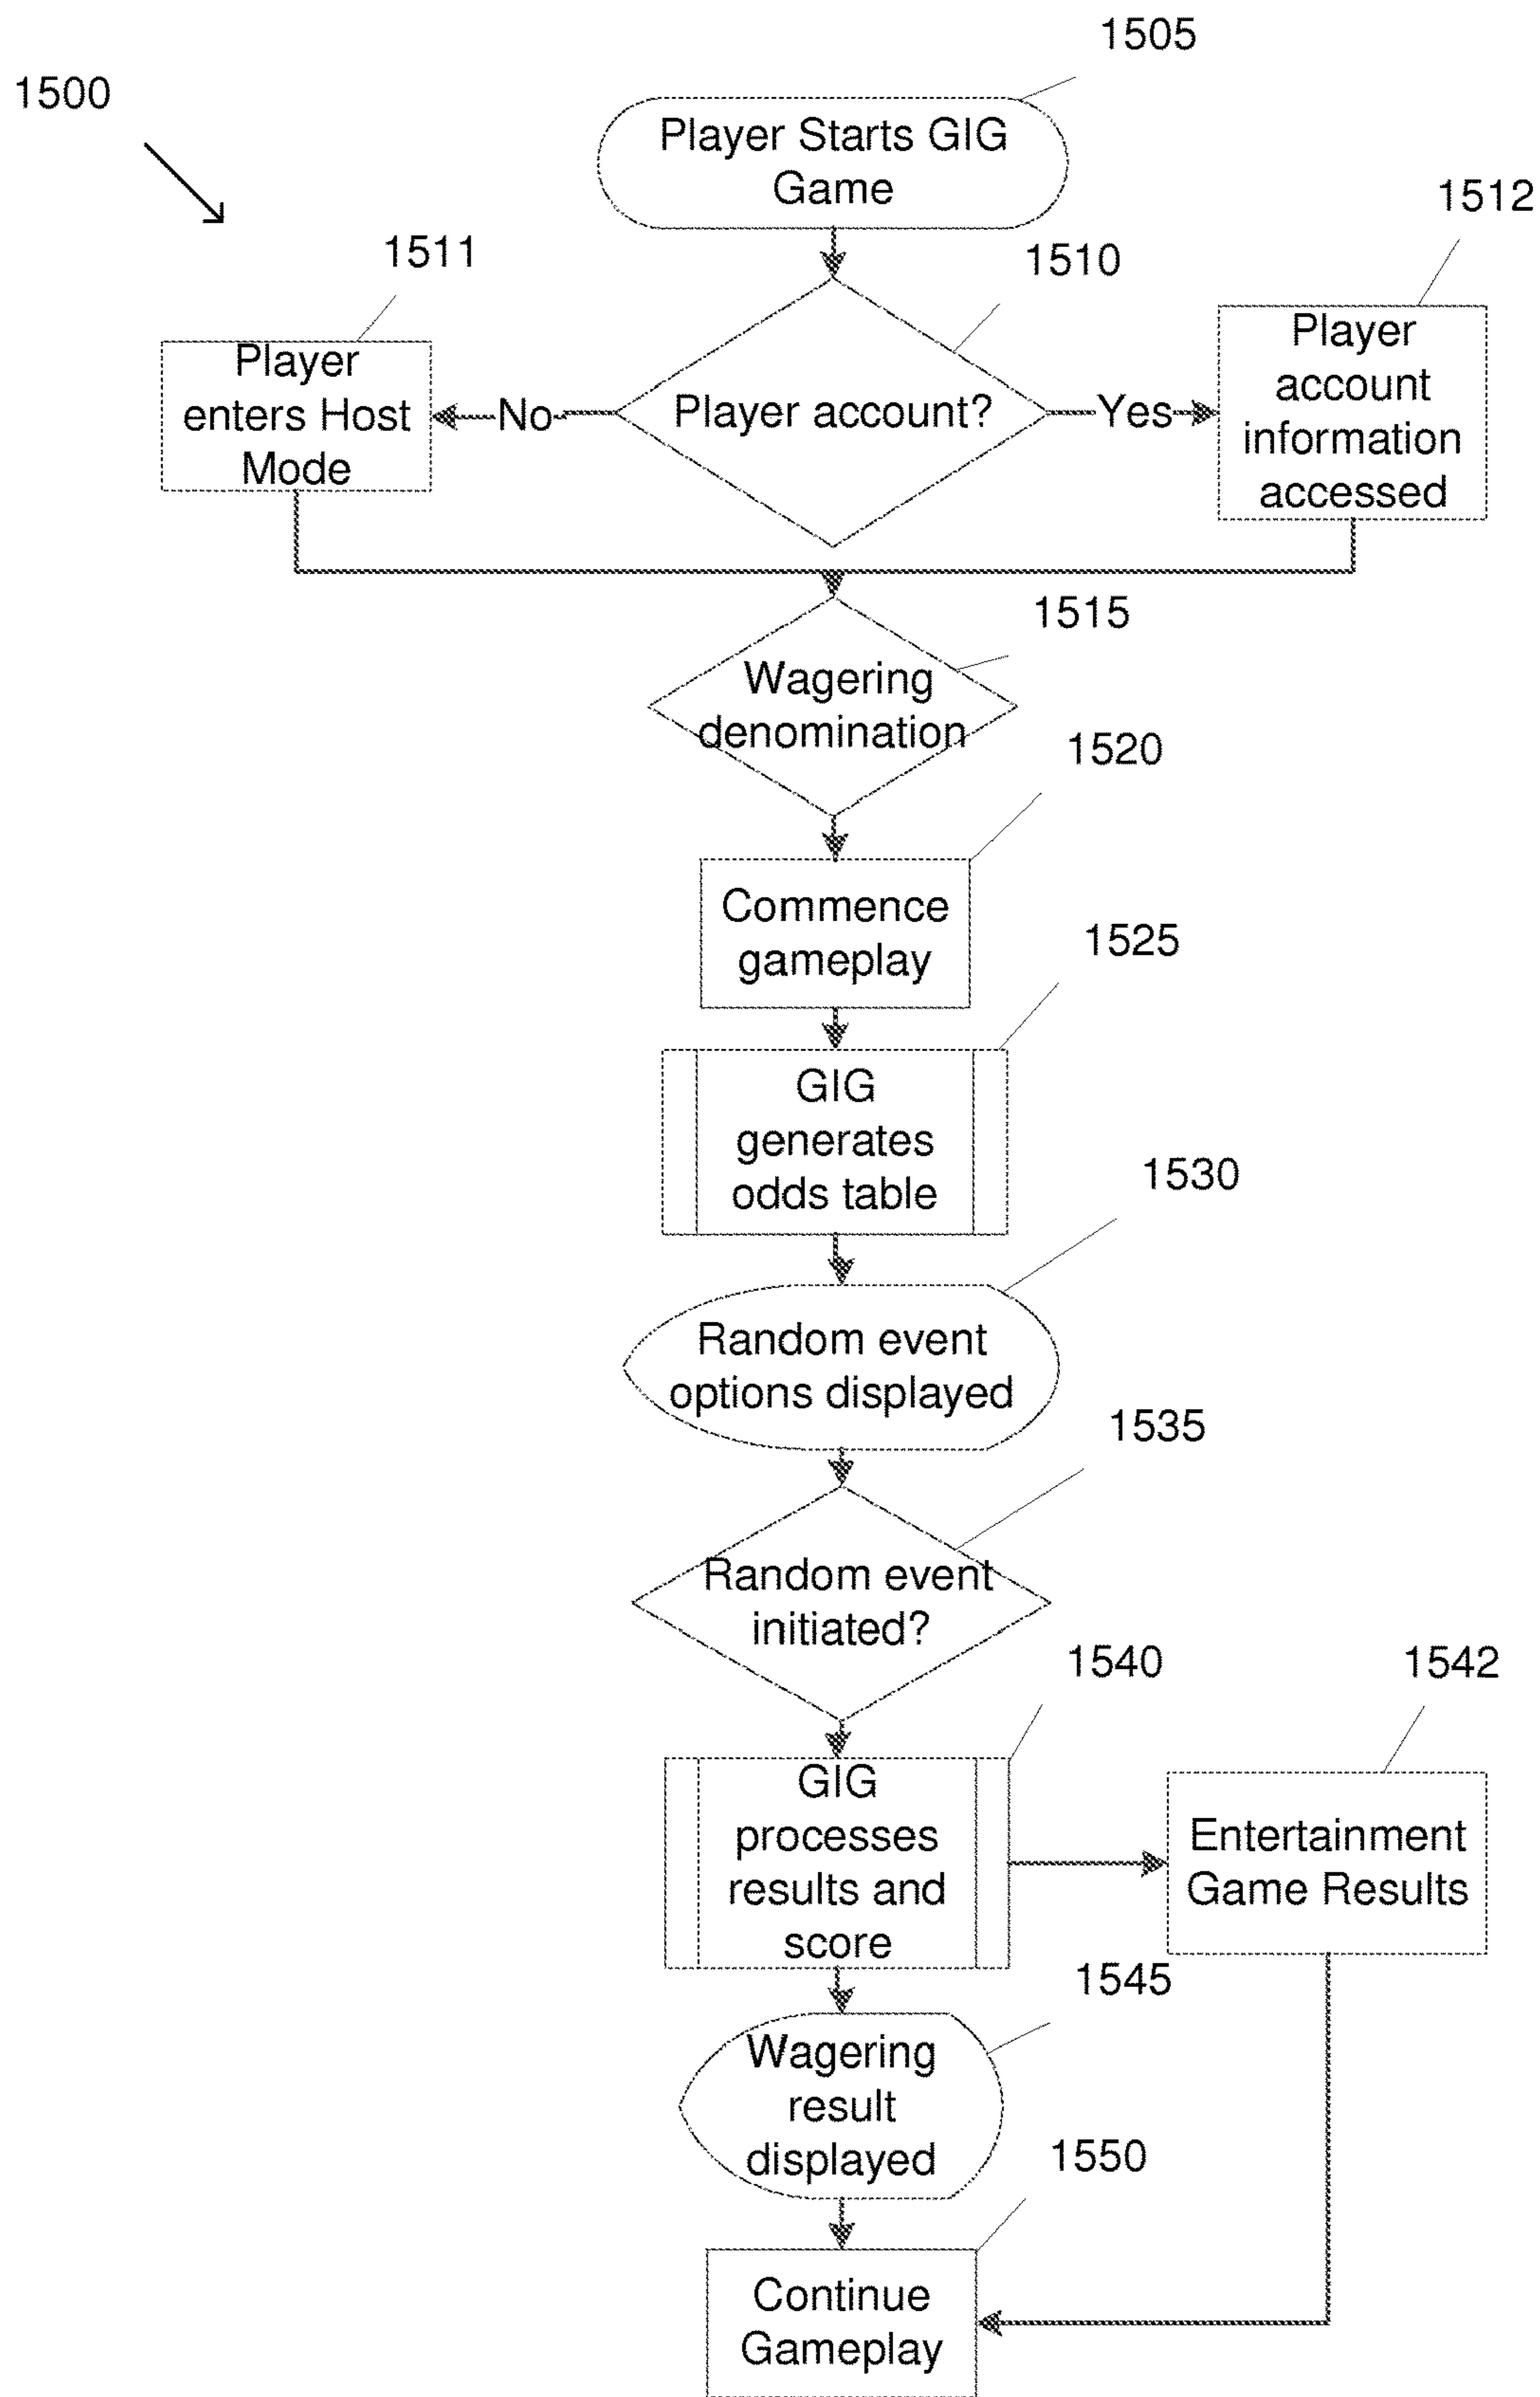 1505
1500
Player Starts GIG
Game
1512
1511
1510
Player
enters Host
Mode
No
Player account?
Yes
Player
account
information
accessed
1515
Wagering
denomination
1520
Commence
gameplay
1525
GIG
generates
odds table
1530
Random event
options displayed
1535
Random event
initiated?
1540
1542
GIG
processes
results and
score
Entertainment
Game Results
1545
Wagering
result
displayed
1550
Continue
Gameplay